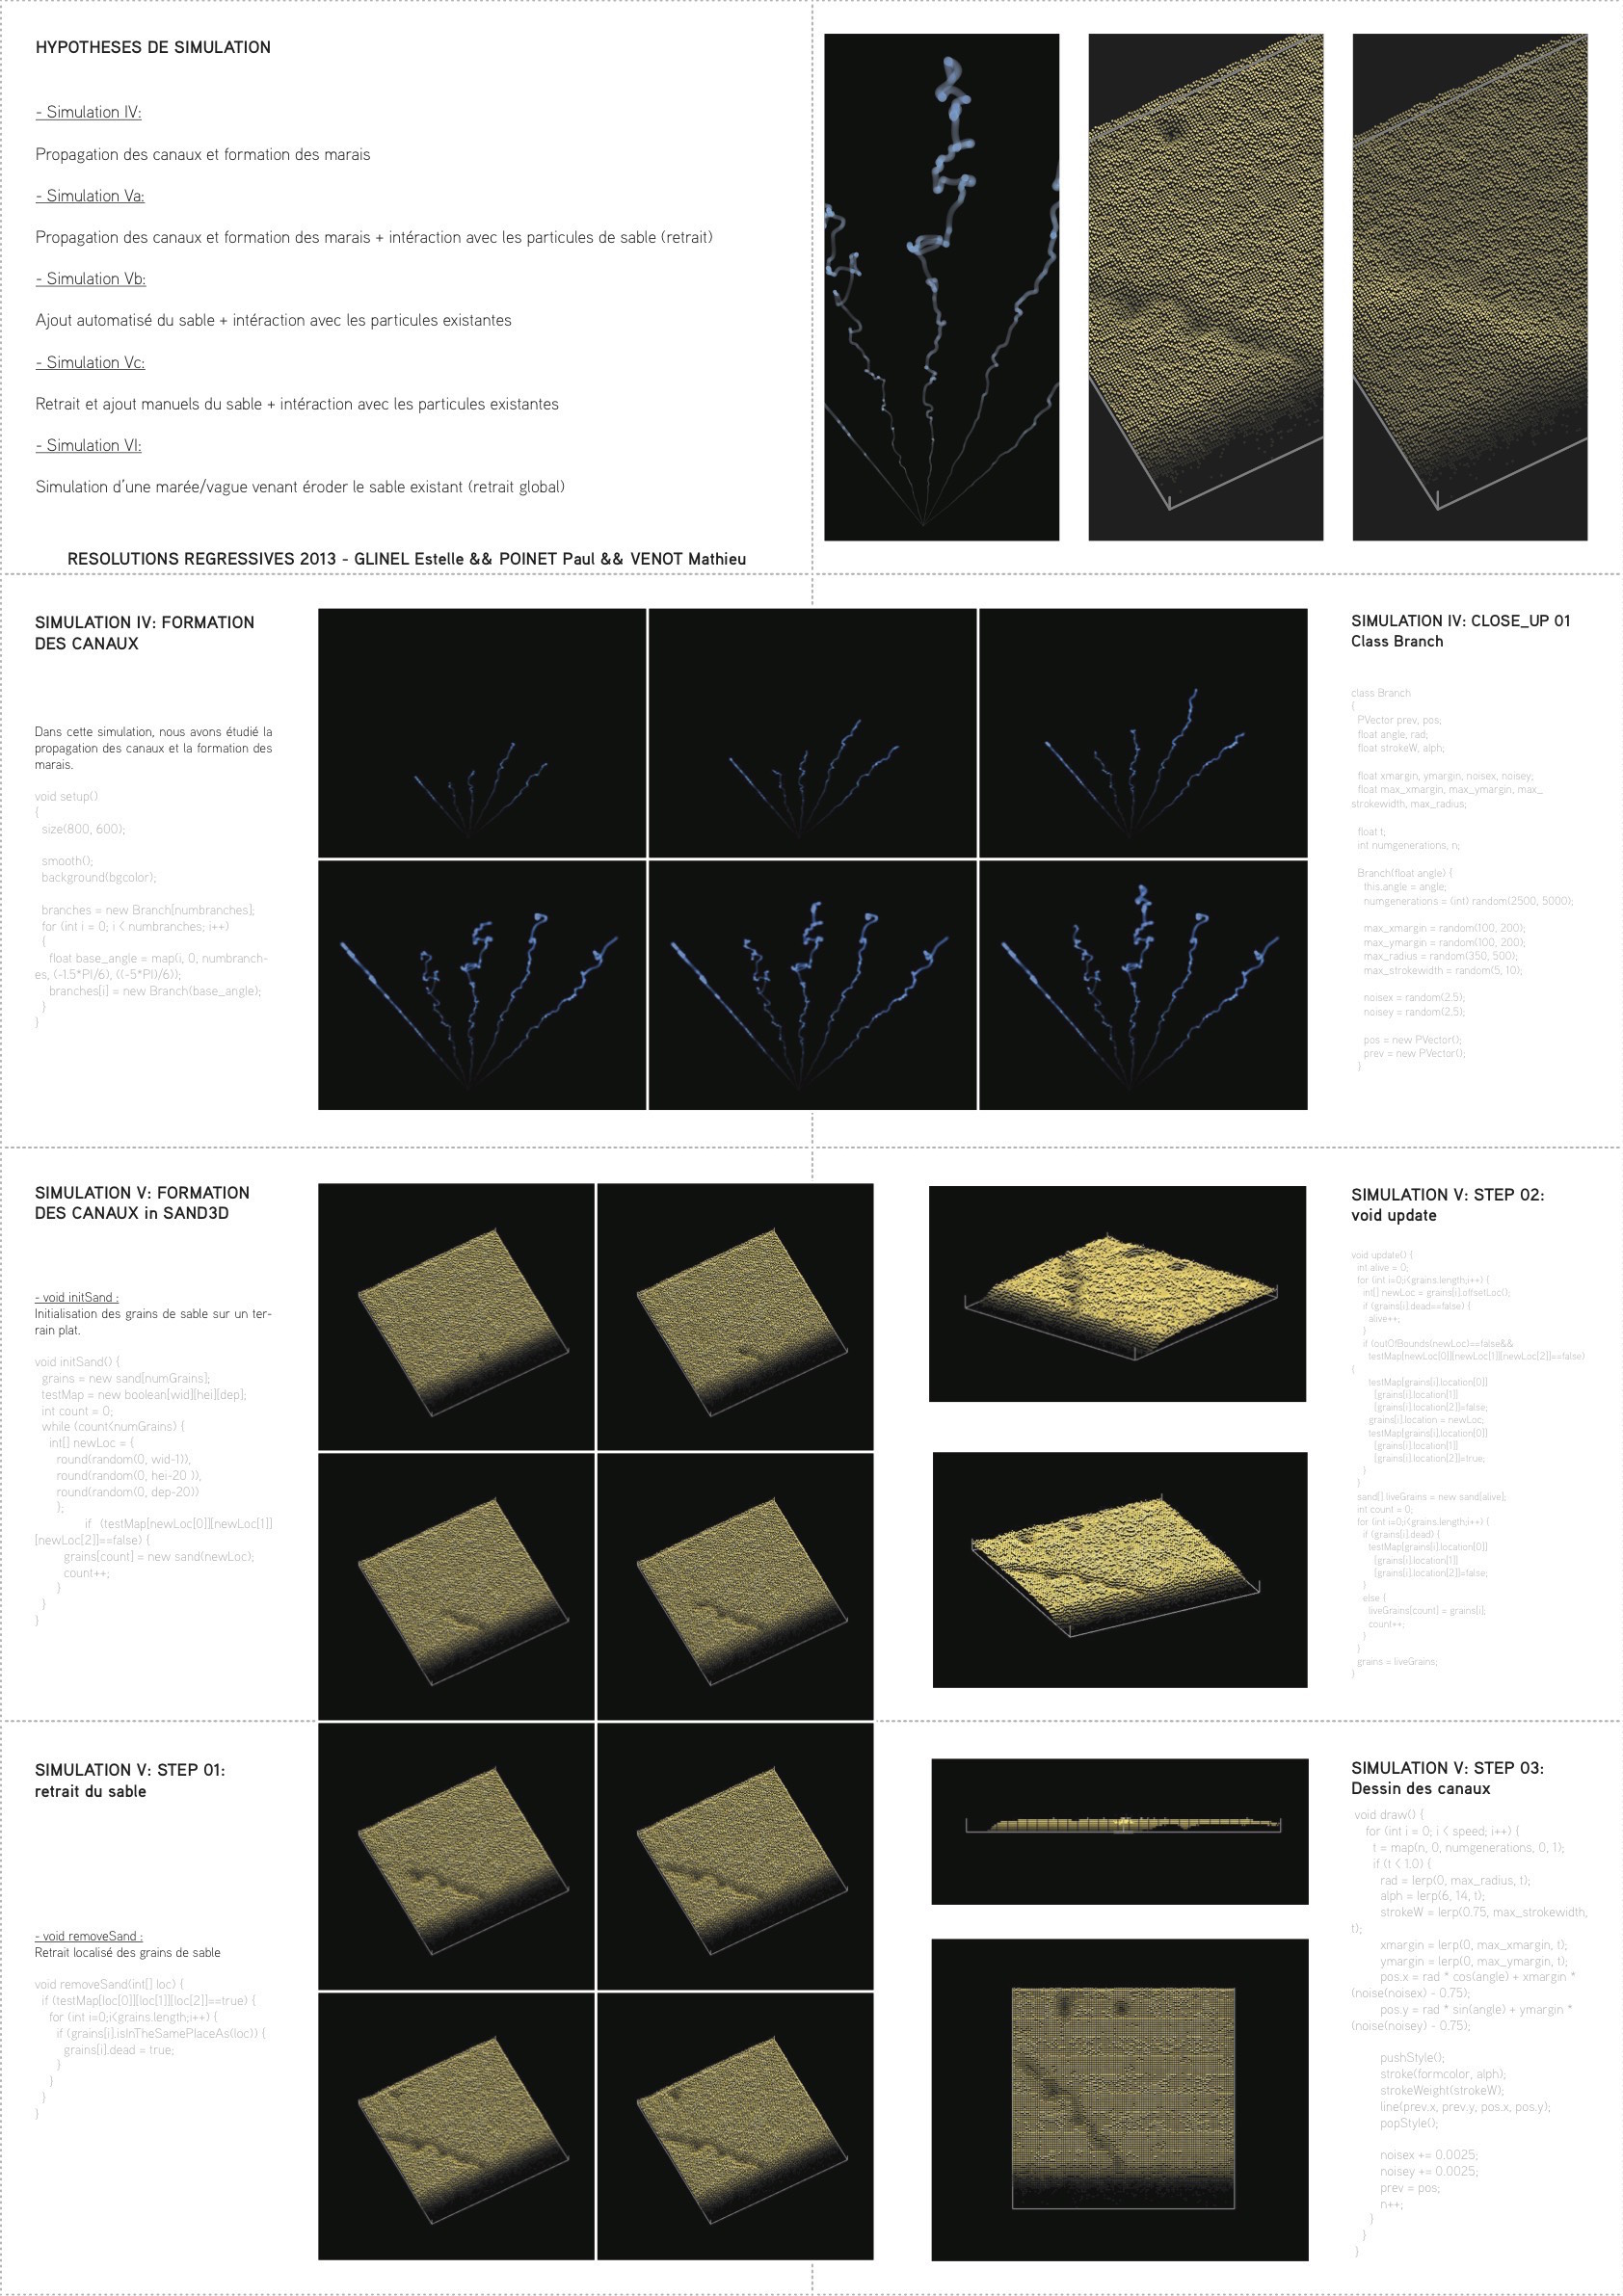 HYPOTHESES DE SIMULATION
- Simulation IV:
Propagation des canaux et formation des marais
- Simulation Va:
Propagation des canaux et formation des marais + intéraction avec les particules de sable (retrait)
- Simulation Vb:
Ajout automatisé du sable + intéraction avec les particules existantes
- Simulation Vc:
Retrait et ajout manuels du sable + intéraction avec les particules existantes
- Simulation VI:
Simulation d'une marée/vague venant éroder le sable existant (retrait global)
RESOLUTIONS REGRESSIVES 2013 - GLINEL Estelle && POINET Paul && VENOT Mathieu
SIMULATION IV: FORMATION
DES CANAUX
Dans cette simulation, nous avons étudié la
propagation des canaux et la formation des
marais.
void setup()
{
size(800, 600);
smooth();
background(bgcolor);
branches = new Branch[numbranches];
for (int i = 0; i < numbranches; i++)
{
float base_angle = map(i, 0, numbranch-
es, (-1.5*PI/6), ((-5*PI)/6));
branches[i] = new Branch(base_angle);
}
}
SIMULATION IV: CLOSE_UP 01
Class Branch
class Branch
{
PVector prev, pos;
float angle, rad;
float strokeW, alph;
float xmargin, ymargin, noisex, noisey;
float max_xmargin, max_ymargin, max_
strokewidth, max_radius;
float t;
int numgenerations, n;
Branch(float angle) {
this.angle = angle;
numgenerations = (int) random(2500, 5000);
max_xmargin = random(100, 200);
max_ymargin = random(100, 200);
max_radius = random(350, 500);
max_strokewidth = random(5, 10);
noisex = random(2.5);
noisey = random(2.5);
pos = new PVector();
prev = new PVector();
}
SIMULATION V: FORMATION
DES CANAUX in SAND3D
- void initSand :
Initialisation des grains de sable sur un ter-
rain plat.
void initSand() {
grains = new sand[numGrains];
testMap = new boolean[wid][hei][dep];
int count = 0;
while (count<numGrains) {
int[] newLoc = {
round(random(0, wid-1)),
round(random(0, hei-20 )),
round(random(0, dep-20))
};
if (testMap[newLoc[0]][newLoc[1]]
[newLoc[2]]==false) {
grains[count] = new sand(newLoc);
count++;
}
}
}
SIMULATION V: STEP 02:
void update
void update() {
int alive = 0;
for (int i=0;i<grains.length;i++) {
int[] newLoc = grains[i].offsetLoc();
if (grains[i].dead==false) {
alive++;
}
if (outOfBounds(newLoc)==false&&
testMap[newLoc[0]][newLoc[1]][newLoc[2]]==false)
{
testMap[grains[i].location[0]]
[grains[i].location[1]]
[grains[i].location[2]]=false;
grains[i].location = newLoc;
testMap[grains[i].location[0]]
[grains[i].location[1]]
[grains[i].location[2]]=true;
}
}
sand[] liveGrains = new sand[alive];
int count = 0;
for (int i=0;i<grains.length;i++) {
if (grains[i].dead) {
testMap[grains[i].location[0]]
[grains[i].location[1]]
[grains[i].location[2]]=false;
}
else {
liveGrains[count] = grains[i];
count++;
}
}
grains = liveGrains;
}
SIMULATION V: STEP 01:
retrait du sable
- void removeSand :
Retrait localisé des grains de sable
void removeSand(int[] loc) {
if (testMap[loc[0]][loc[1]][loc[2]]==true) {
for (int i=0;i<grains.length;i++) {
if (grains[i].isInTheSamePlaceAs(loc)) {
grains[i].dead = true;
}
}
}
}
SIMULATION V: STEP 03:
Dessin des canaux
void draw() {
for (int i = 0; i < speed; i++) {
t = map(n, 0, numgenerations, 0, 1);
if (t < 1.0) {
rad = lerp(0, max_radius, t);
alph = lerp(6, 14, t);
strokeW = lerp(0.75, max_strokewidth,
t);
xmargin = lerp(0, max_xmargin, t);
ymargin = lerp(0, max_ymargin, t);
pos.x = rad * cos(angle) + xmargin *
(noise(noisex) - 0.75);
pos.y = rad * sin(angle) + ymargin *
(noise(noisey) - 0.75);
pushStyle();
stroke(formcolor, alph);
strokeWeight(strokeW);
line(prev.x, prev.y, pos.x, pos.y);
popStyle();
noisex += 0.0025;
noisey += 0.0025;
prev = pos;
n++;
}
}
}